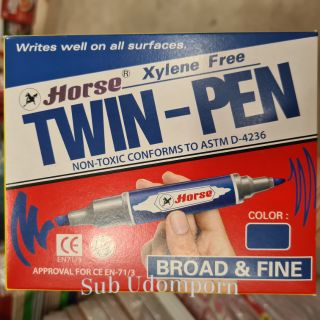 Writes well on all surfaces.
Horse® Xylene Free
TWIN-PEN
NON-TOXIC CONFORMS TO ASTM D-4236
Horse
COLOR :
CE
EN71/3
APPROVAL FOR CE EN-71/3
BROAD & FINE
Sub Udomporn